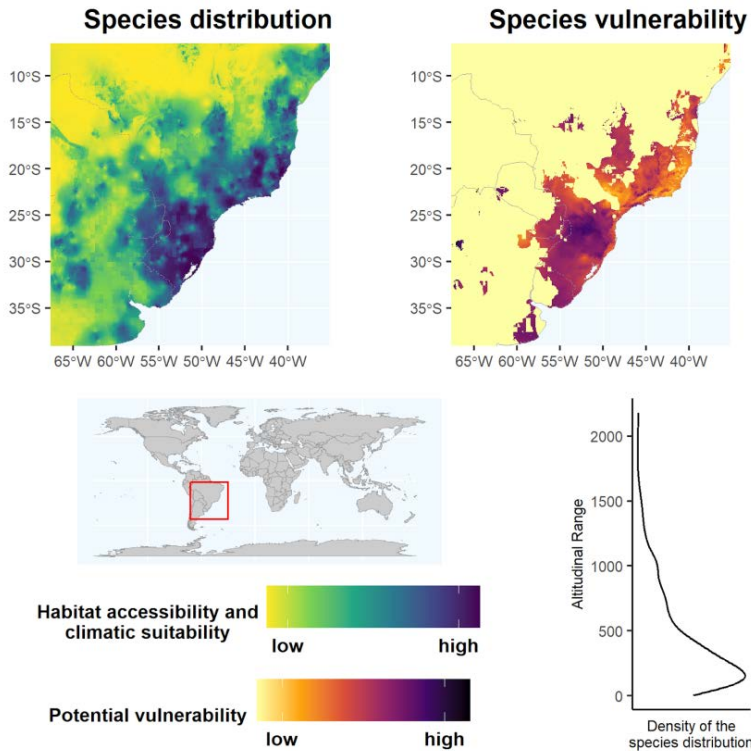 Species distribution
Species vulnerability
10°S
15°S
20°S
25°S
30°S
35°S
65°W 60°W 55°W 50°W 45°W 40°W
10°S
15°S
20°S
25°S
30°S
35°S
65°W 60°W 55°W 50°W 45°W 40°W
Habitat accessibility and
climatic suitability
low high
Potential vulnerability
low high
Altitudinal Range
2000
1500
1000
500
0
Density of the
species distribution